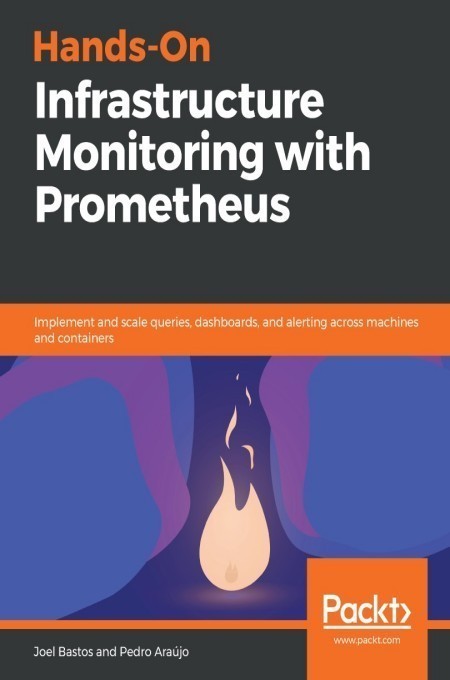 Hands-On
Infrastructure
Monitoring with
Prometheus
Implement and scale queries, dashboards, and alerting across machines
and containers
Packt>
www.packt.com
Joel Bastos and Pedro Araújo